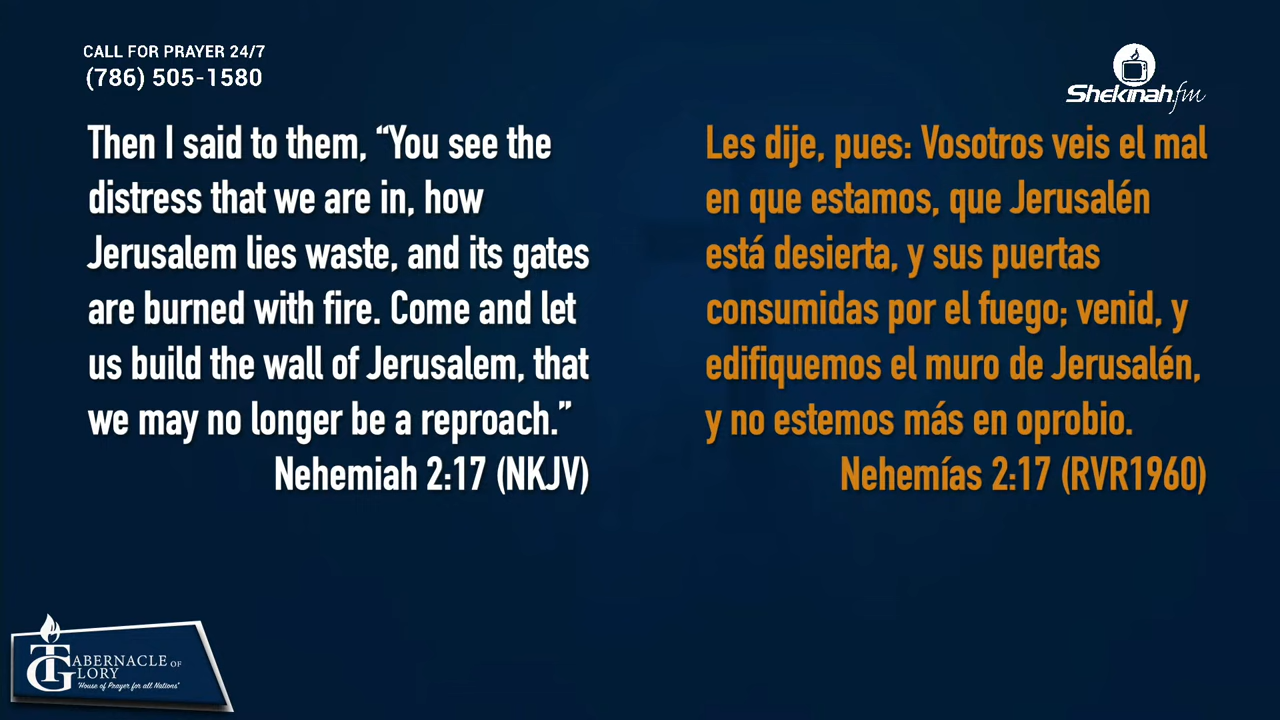 CALL FOR PRAYER 24/7
(786) 505-1580
Shekinah.fm
Then I said to them, “You see the
distress that we are in, how
Jerusalem lies waste, and its gates
are burned with fire. Come and let
us build the wall of Jerusalem, that
we may no longer be a reproach.”
Nehemiah 2:17 (NKJV)
Les dije, pues: Vosotros veis el mal
en que estamos, que Jerusalén
está desierta, y sus puertas
consumidas por el fuego; venid, y
edifiquemos el muro de Jerusalén,
y no estemos más en oprobio.
Nehemías 2:17 (RVR1960)
TABERNACLE OF
GLORY
"House of Prayer for all Nations"